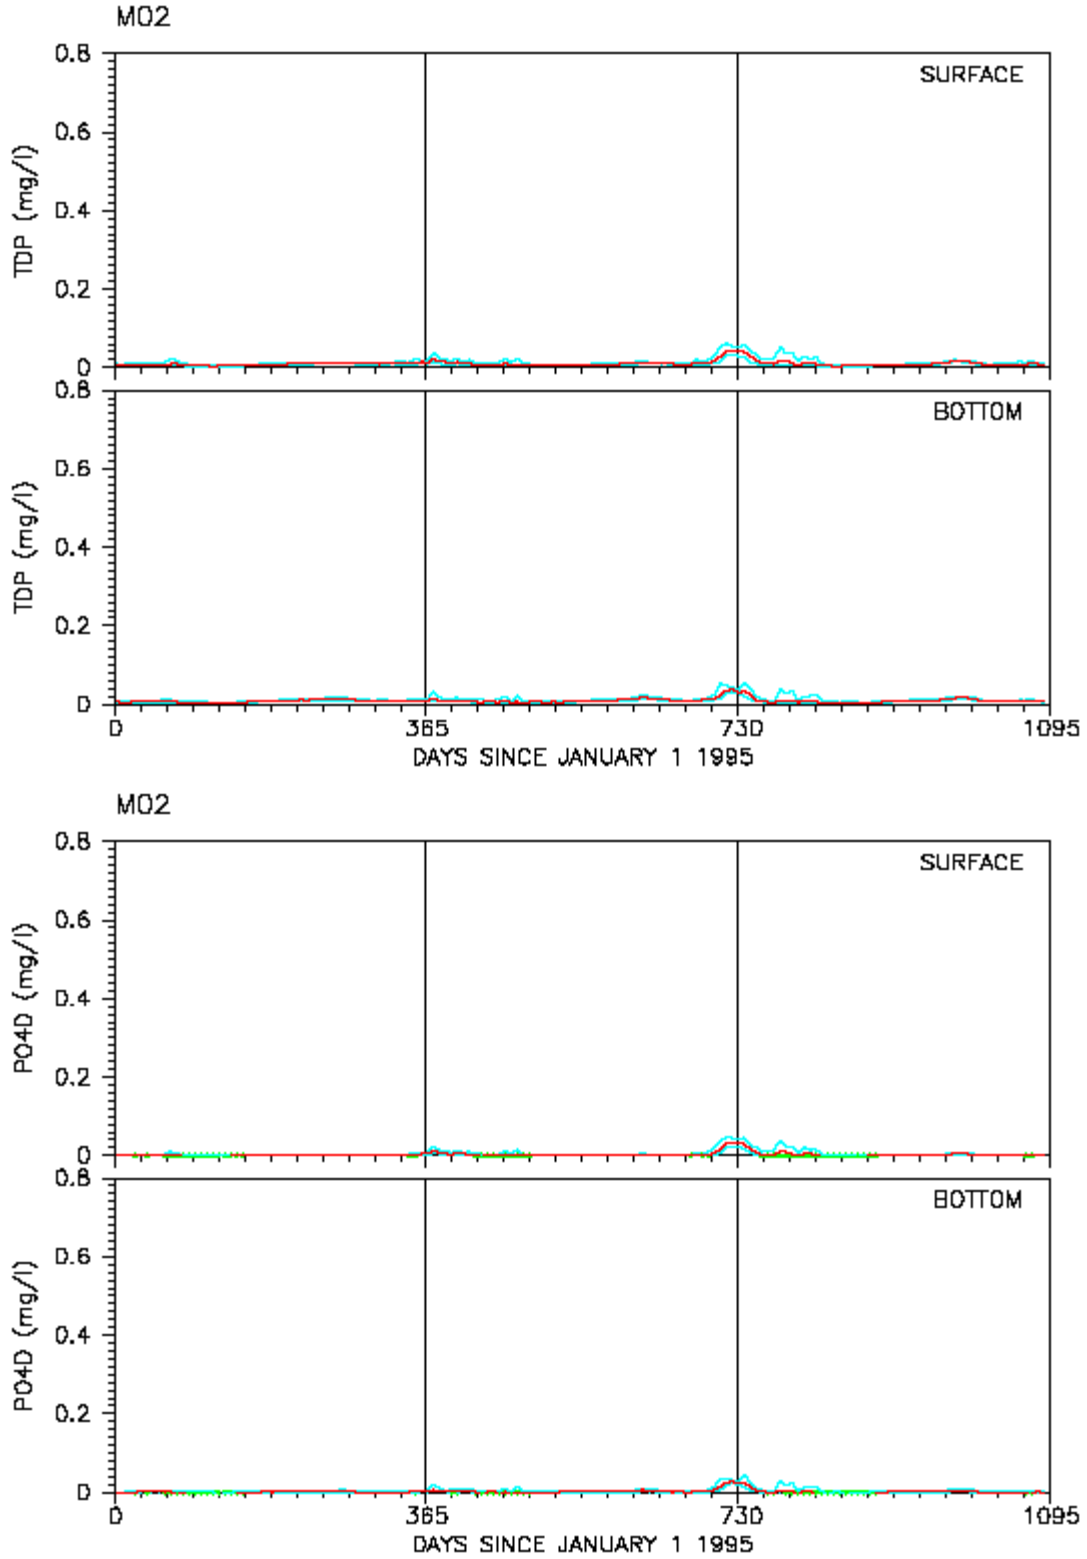 MO2
0.8
SURFACE
0.6
TDP (mg/l)
0.4
0.2
0
0.8
BOTTOM
0.6
TDP (mg/l)
0.4
0.2
0
0 365 730 1095
DAYS SINCE JANUARY 1 1995
MO2
0.8
SURFACE
0.6
PO4D (mg/l)
0.4
0.2
0
0.8
BOTTOM
0.6
PO4D (mg/l)
0.4
0.2
0
0 365 730 1095
DAYS SINCE JANUARY 1 1995